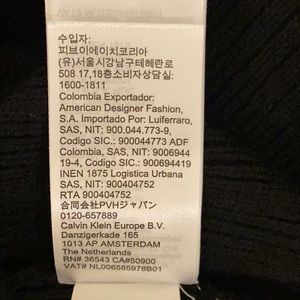 수입자:
피브이에이치코리아
(유)서울시강남구테헤란로
508 17,18층소비자상담실:
1600-1811
Colombia Exportador:
American Designer Fashion,
S.A. Importado por: Luiferraro,
SAS, NIT: 900.044.773-9,
Codigo SIC.: 900044773 ADF
Colombia, SAS, NIT: 9006944
19-4, Codigo SIC.: 900694419
INEN 1875 Logistica Urbana
SAS, NIT: 900404752
RTA 900404752
合同会社PVHジャパン
0120-657889
Calvin Klein Europe B.V.
Danzigerkade 165
1013 AP AMSTERDAM
The Netherlands
RN# 36543 CA#50900
VAT# NL006585978B01